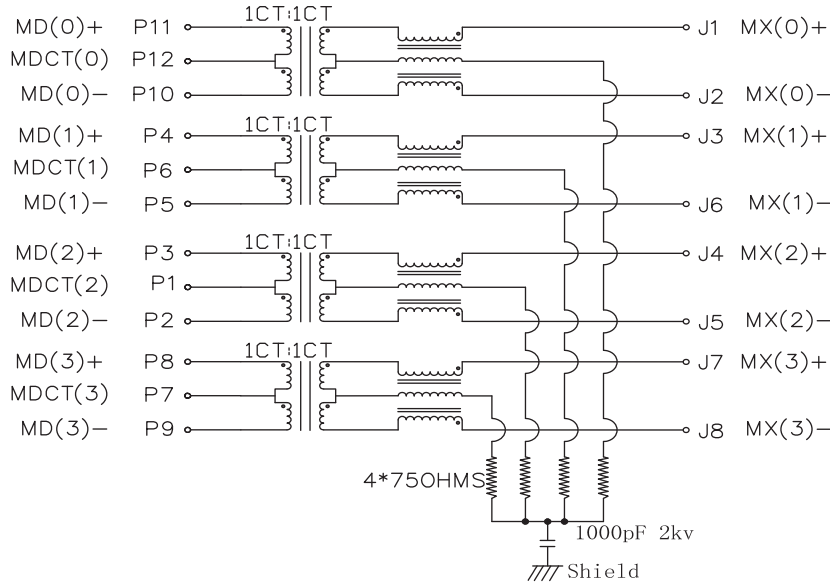 1CT:1CT
MD(0)+ P11 J1 MX(0)+
MDCT(0) P12
MD(0)- P10 J2 MX(0)-
1CT:1CT
MD(1)+ P4 J3 MX(1)+
MDCT(1) P6
MD(1)- P5 J6 MX(1)-
1CT:1CT
MD(2)+ P3 J4 MX(2)+
MDCT(2) P1
MD(2)- P2 J5 MX(2)-
1CT:1CT
MD(3)+ P8 J7 MX(3)+
MDCT(3) P7
MD(3)- P9 J8 MX(3)-
4*75OHMS
1000pF 2kv
Shield